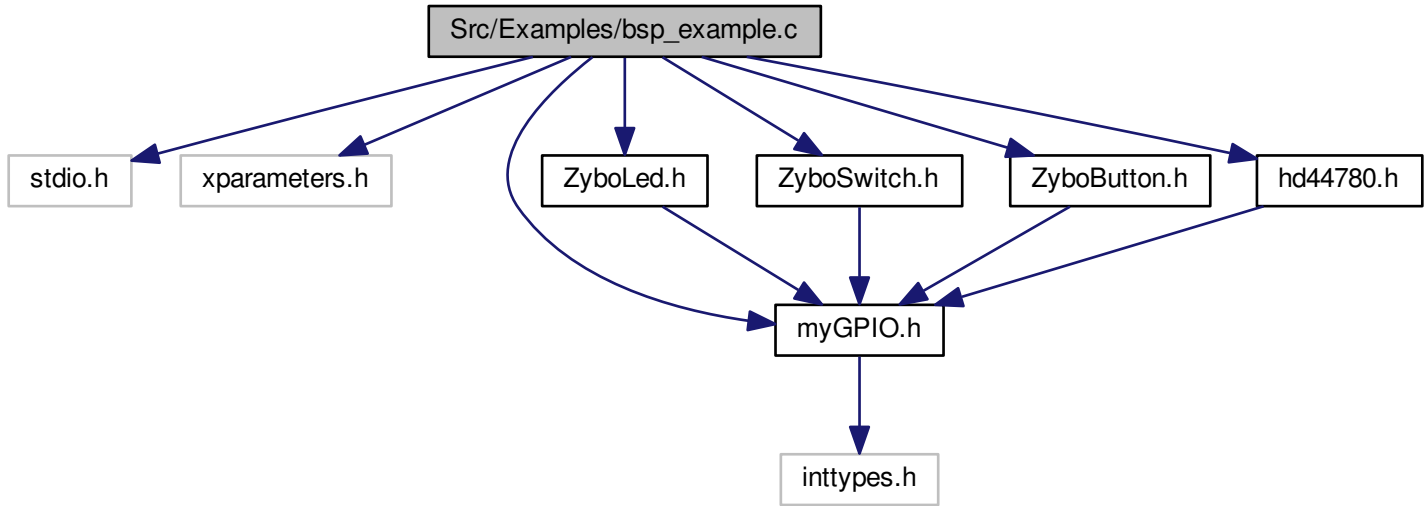 Src/Examples/bsp_example.c
stdio.h
xparameters.h
ZyboLed.h
ZyboSwitch.h
ZyboButton.h
hd44780.h
myGPIO.h
inttypes.h